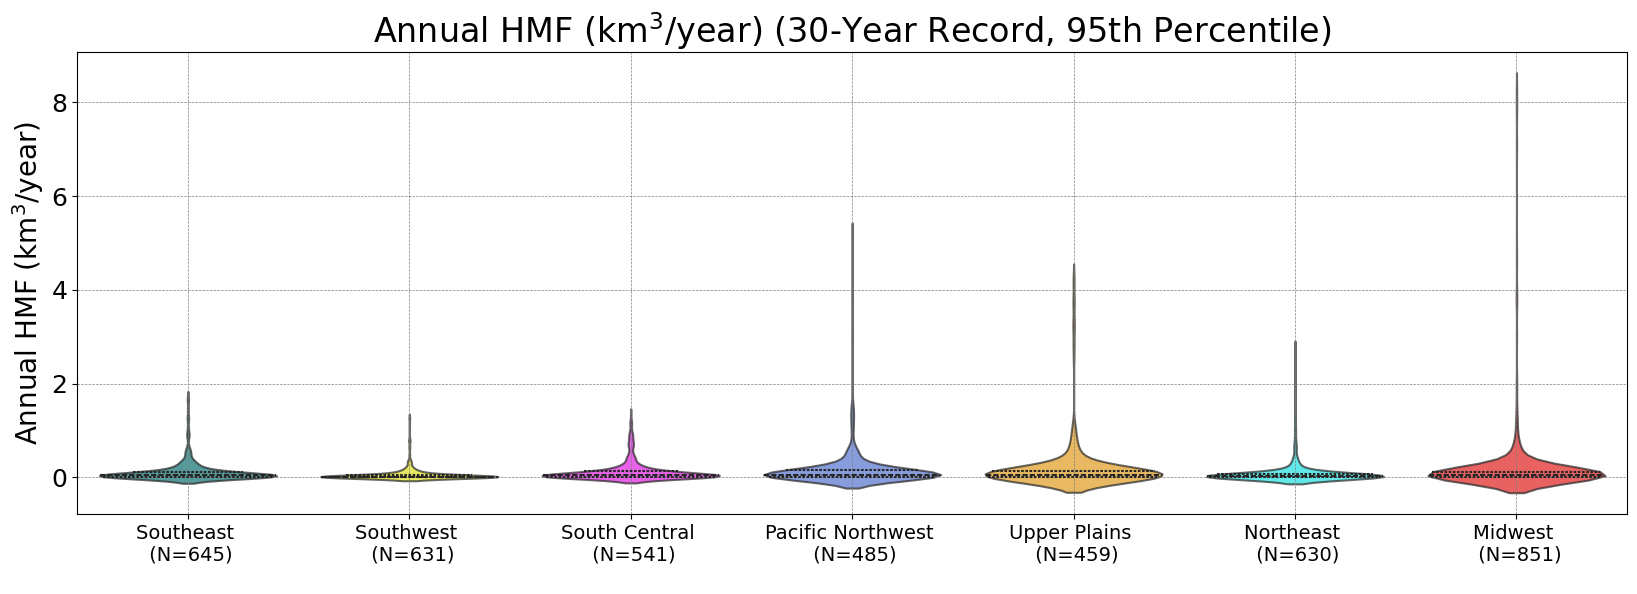 Annual HMF (km³/year) (30-Year Record, 95th Percentile)
Annual HMF (km³/year)
8
6
4
2
0
Southeast Southwest South Central Pacific Northwest Upper Plains Northeast Midwest
(N=645) (N=631) (N=541) (N=485) (N=459) (N=630) (N=851)